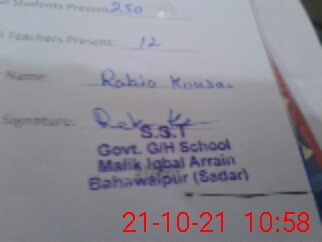 Students Present: 250
Teachers Present: 12
Name: Rabia Kousar
Signature:
S.S.T
Govt. G/H School
Malik Iqbal Arrain
Bahawalpur (Sadar)
21-10-21 10:58